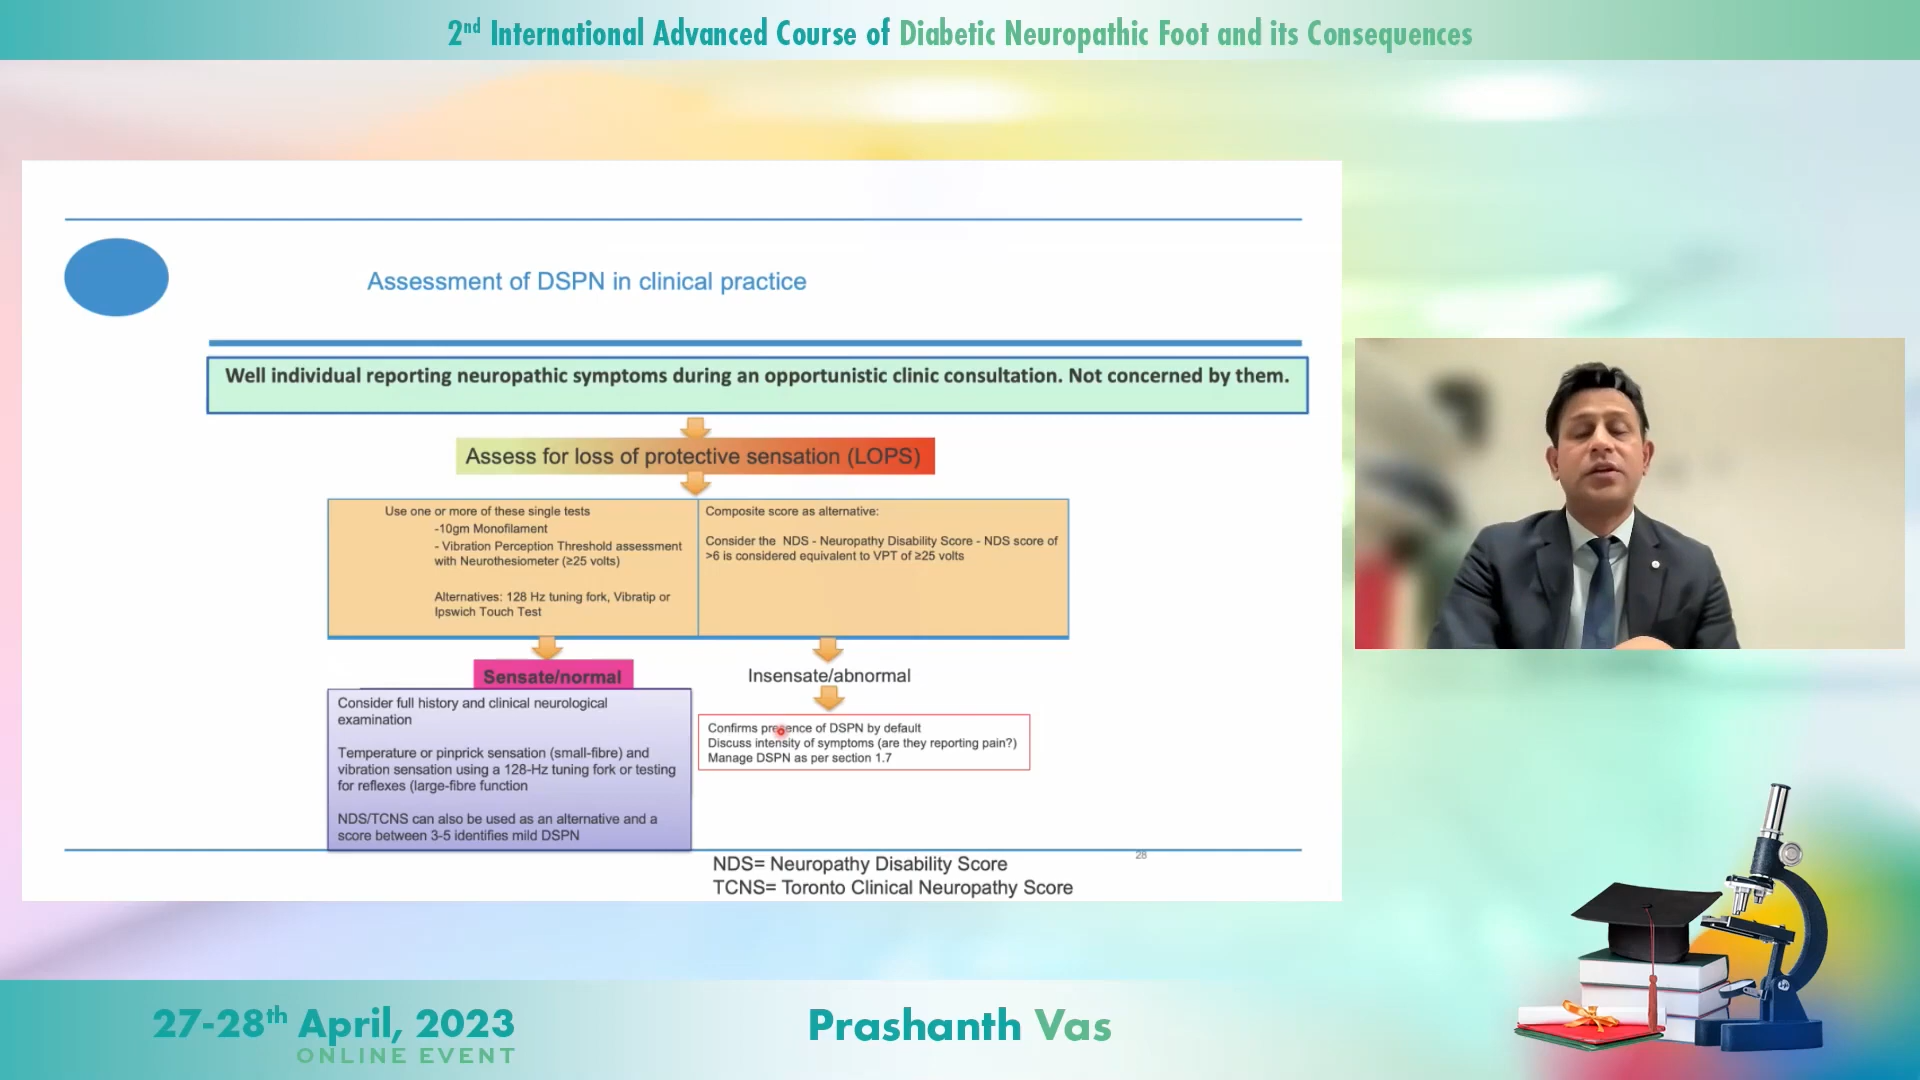 2nd International Advanced Course of Diabetic Neuropathic Foot and its Consequences
Assessment of DSPN in clinical practice
Well individual reporting neuropathic symptoms during an opportunistic clinic consultation. Not concerned by them.
Assess for loss of protective sensation (LOPS)
Use one or more of these single tests
-10gm Monofilament
- Vibration Perception Threshold assessment
with Neurothesiometer (≥25 volts)
Alternatives: 128 Hz tuning fork, Vibratip or
Ipswich Touch Test
Composite score as alternative:
Consider the NDS - Neuropathy Disability Score - NDS score of
>6 is considered equivalent to VPT of ≥25 volts
Sensate/normal
Consider full history and clinical neurological
examination
Temperature or pinprick sensation (small-fibre) and
vibration sensation using a 128-Hz tuning fork or testing
for reflexes (large-fibre function
NDS/TCNS can also be used as an alternative and a
score between 3-5 identifies mild DSPN
Insensate/abnormal
Confirms presence of DSPN by default
Discuss intensity of symptoms (are they reporting pain?)
Manage DSPN as per section 1.7
28
NDS= Neuropathy Disability Score
TCNS= Toronto Clinical Neuropathy Score
27-28th April, 2023
ONLINE EVENT
Prashanth Vas